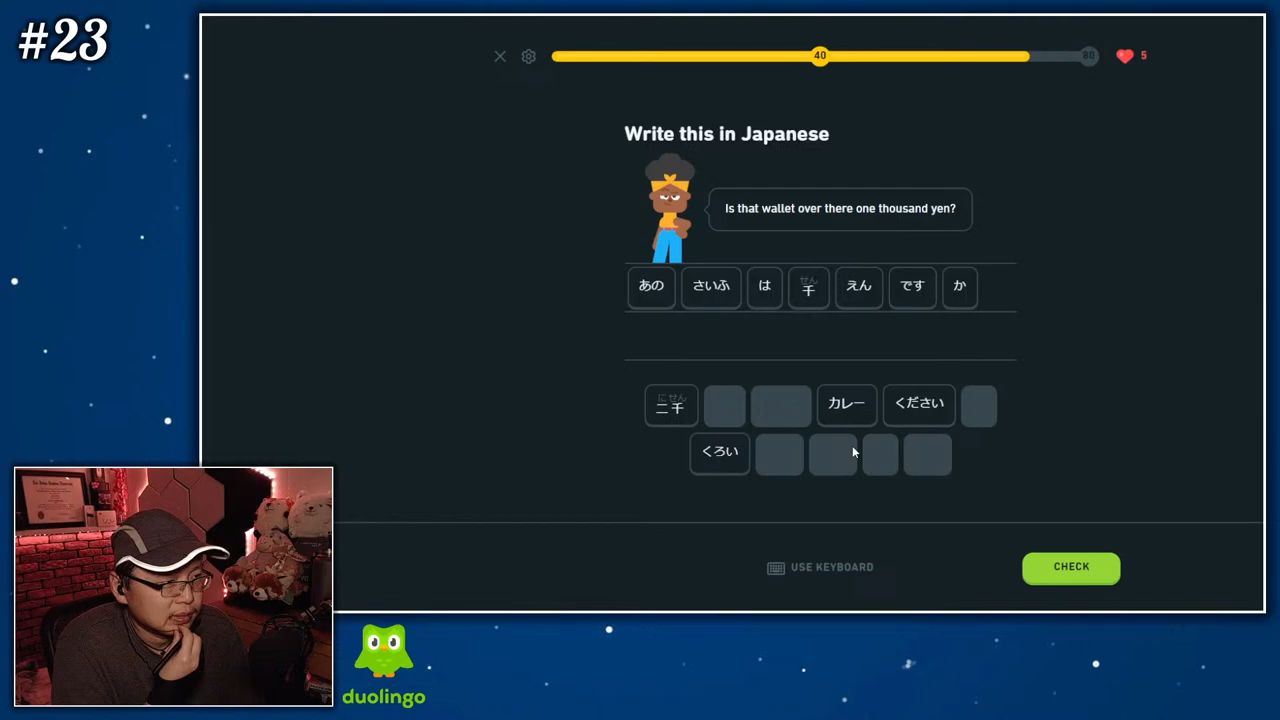 #23
40
80
5
Write this in Japanese
Is that wallet over there one thousand yen?
あの さいふ は 千 えん です か
せん
にせん
二千 カレー ください
くろい
USE KEYBOARD
CHECK
duolingo